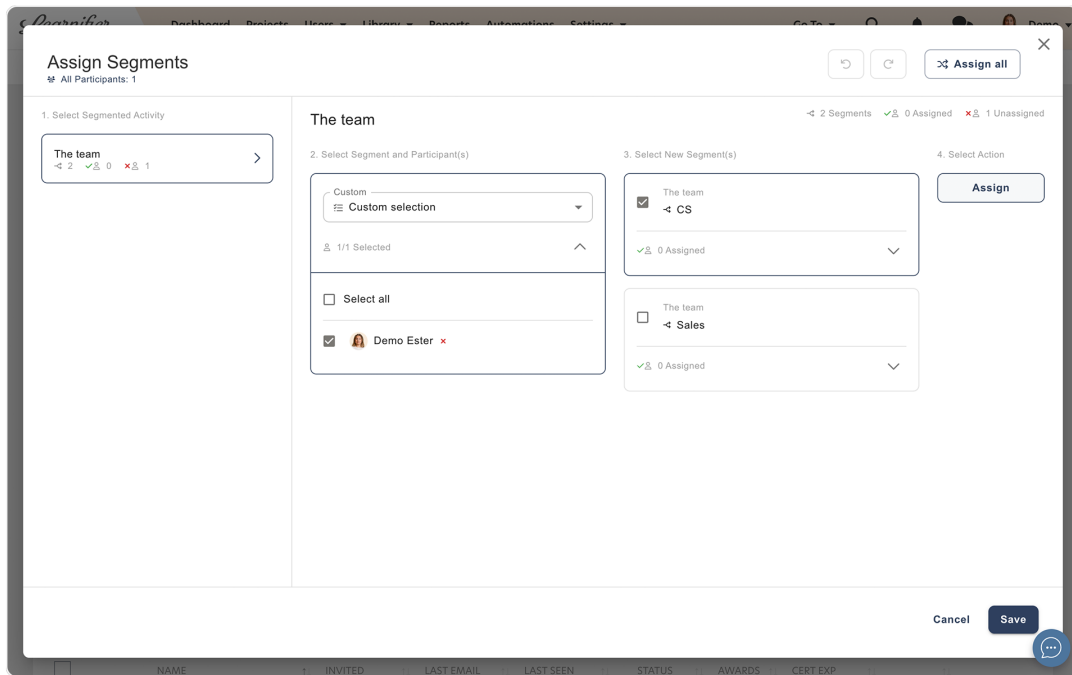 Learnifier Dashboard Projects Users Library Reports Automations Settings Go To Demo
Assign Segments
All Participants: 1
Assign all
1. Select Segmented Activity
The team
2 0 1
The team
2 Segments 0 Assigned 1 Unassigned
2. Select Segment and Participant(s)
Custom
Custom selection
1/1 Selected
Select all
Demo Ester
3. Select New Segment(s)
The team
CS
0 Assigned
The team
Sales
0 Assigned
4. Select Action
Assign
Cancel Save
NAME INVITED LAST EMAIL LAST SEEN STATUS AWARDS CERT EXP